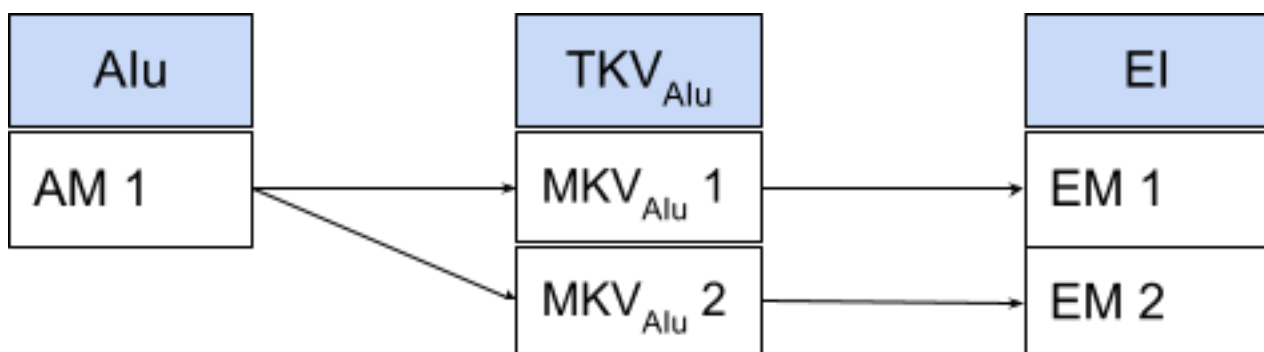 Alu
TKV_Alu
EI
AM 1
MKV_Alu 1
EM 1
MKV_Alu 2
EM 2